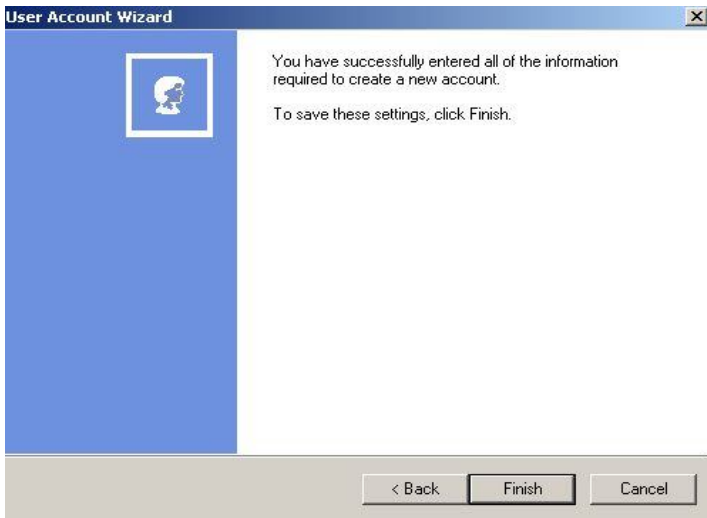 User Account Wizard
You have successfully entered all of the information
required to create a new account.
To save these settings, click Finish.
< Back
Finish
Cancel